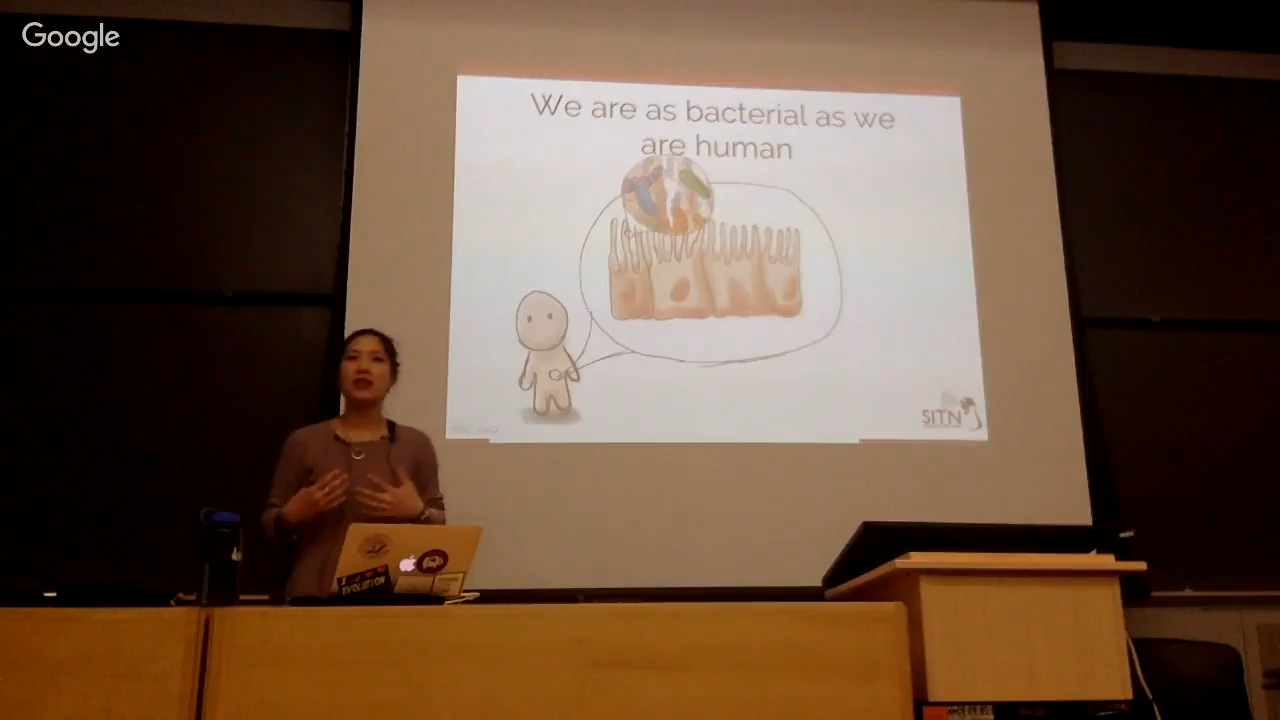 Google
We are as bacterial as we
are human
SITN
EVOLUTION